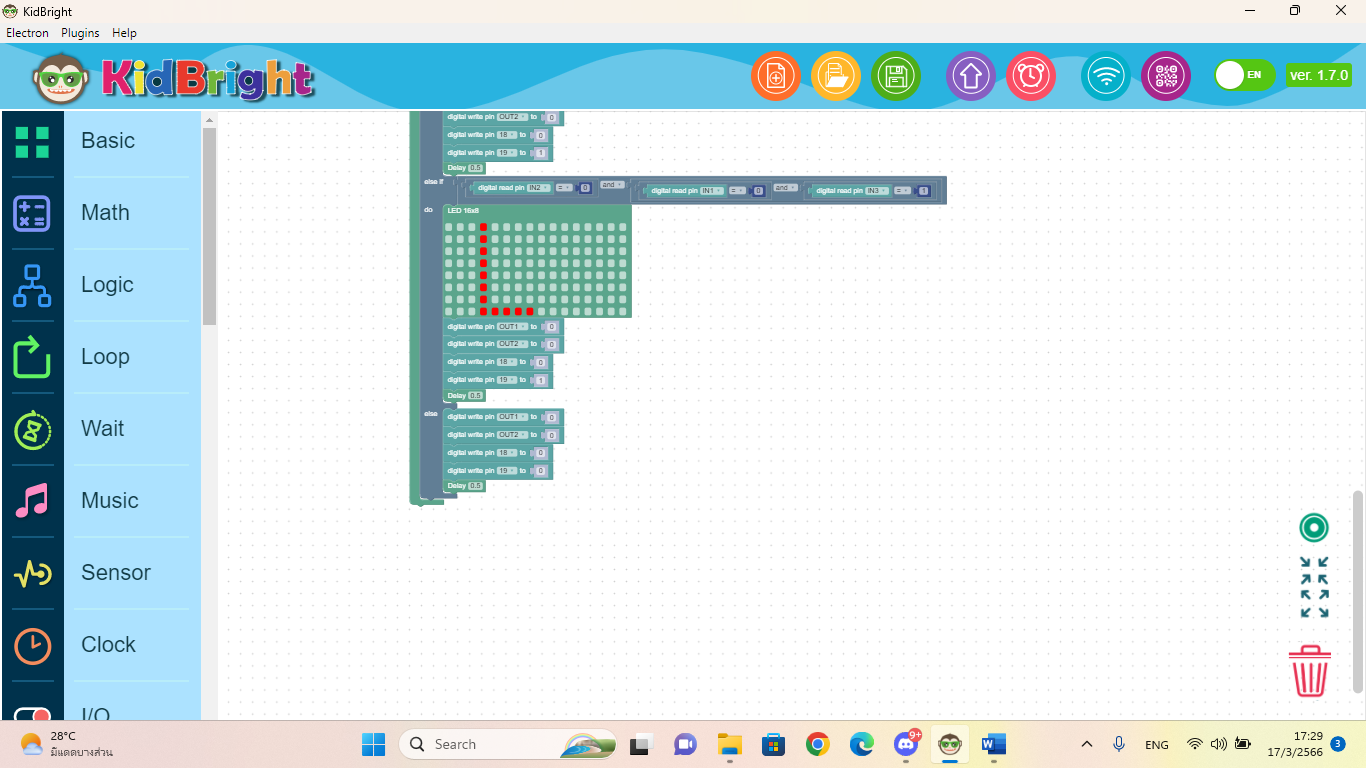 KidBright
Electron Plugins Help
KidBright
EN
ver. 1.7.0
Basic
Math
Logic
Loop
Wait
Music
Sensor
Clock
I/O
digital write pin OUT2 to 0
digital write pin 18 to 0
digital write pin 19 to 1
Delay 0.5
else if digital read pin IN2 = 0 and digital read pin IN1 = 0 and digital read pin IN3 = 1
do LED 16x8
digital write pin OUT1 to 0
digital write pin OUT2 to 0
digital write pin 18 to 0
digital write pin 19 to 1
Delay 0.5
else digital write pin OUT1 to 0
digital write pin OUT2 to 0
digital write pin 18 to 0
digital write pin 19 to 0
Delay 0.5
28°C
มีแดดบางส่วน
Search
9+
ENG
17:29
17/3/2566
3